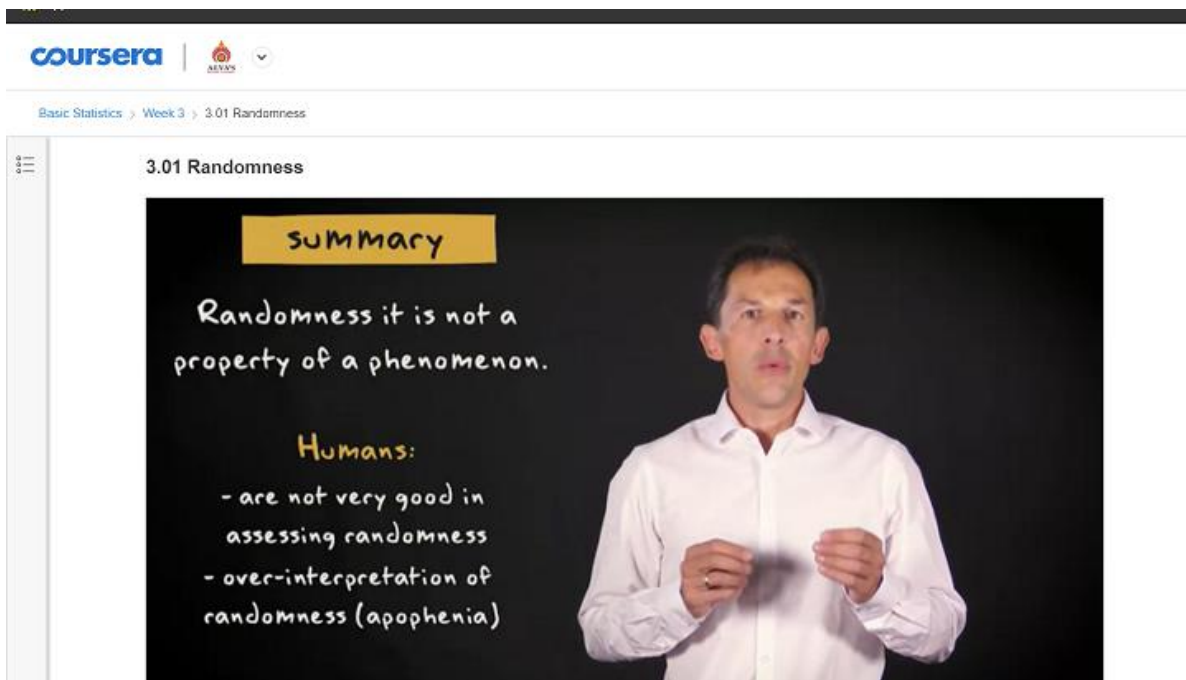 coursera
ALVA'S
Basic Statistics > Week 3 > 3.01 Randomness
3.01 Randomness
summary
Randomness it is not a
property of a phenomenon.
Humans:
- are not very good in
assessing randomness
- over-interpretation of
randomness (apophenia)